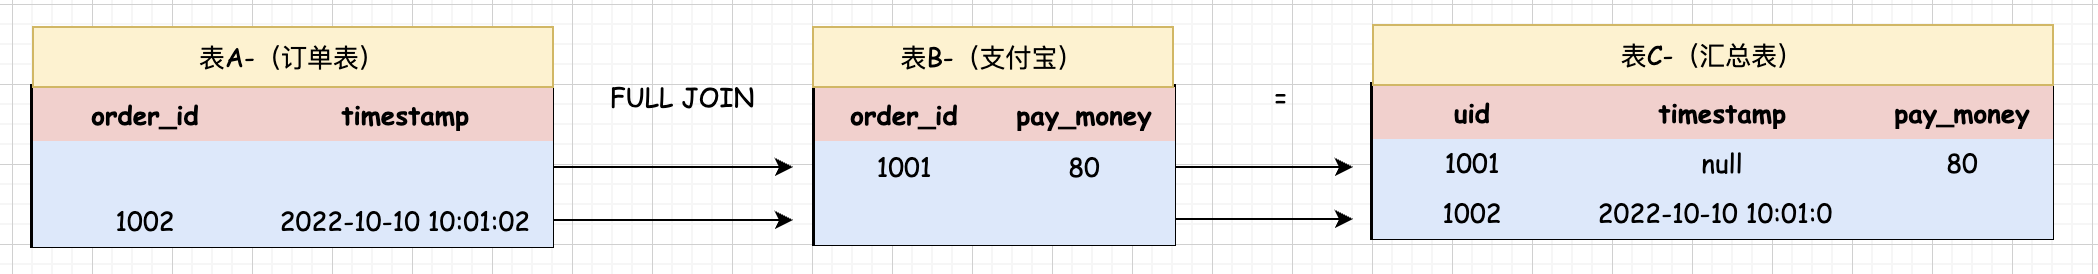 表A-（订单表）
order_id timestamp
1002 2022-10-10 10:01:02
FULL JOIN
表B-（支付宝）
order_id pay_money
1001 80
=
表C-（汇总表）
uid timestamp pay_money
1001 null 80
1002 2022-10-10 10:01:0